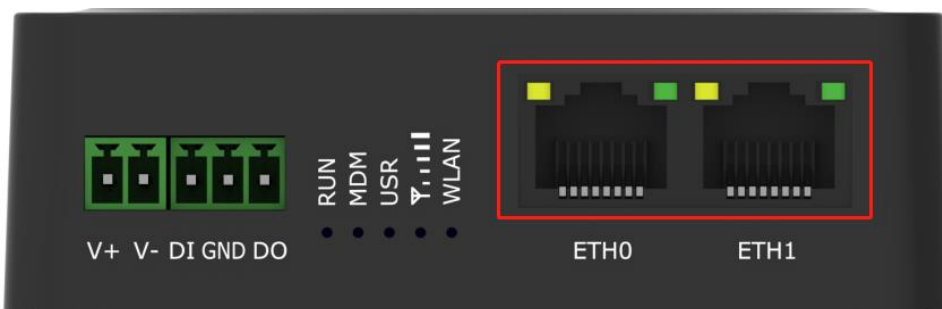 RUN
MDM
USR
WLAN
V+ V- DI GND DO
ETH0
ETH1